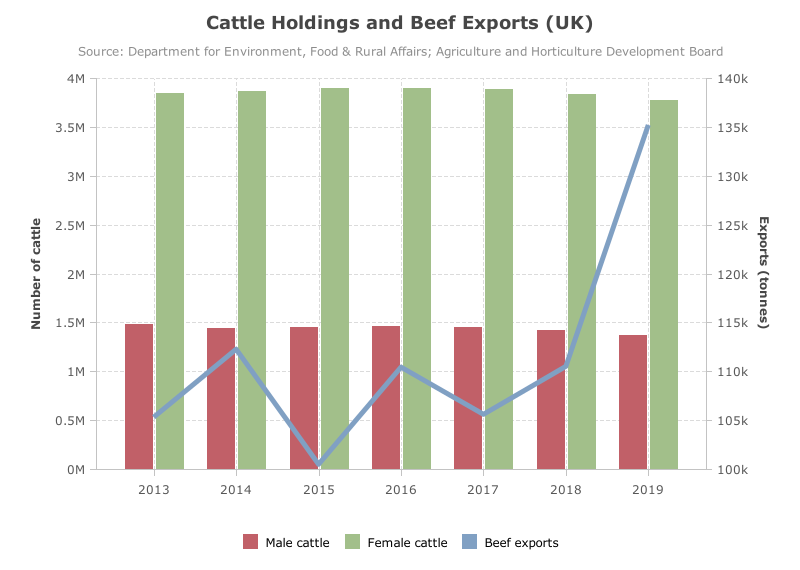 Cattle Holdings and Beef Exports (UK)
Source: Department for Environment, Food & Rural Affairs; Agriculture and Horticulture Development Board
4M
3.5M
3M
2.5M
2M
1.5M
1M
0.5M
0M
Number of cattle
140k
135k
130k
125k
120k
115k
110k
105k
100k
Exports (tonnes)
2013 2014 2015 2016 2017 2018 2019
Male cattle Female cattle Beef exports